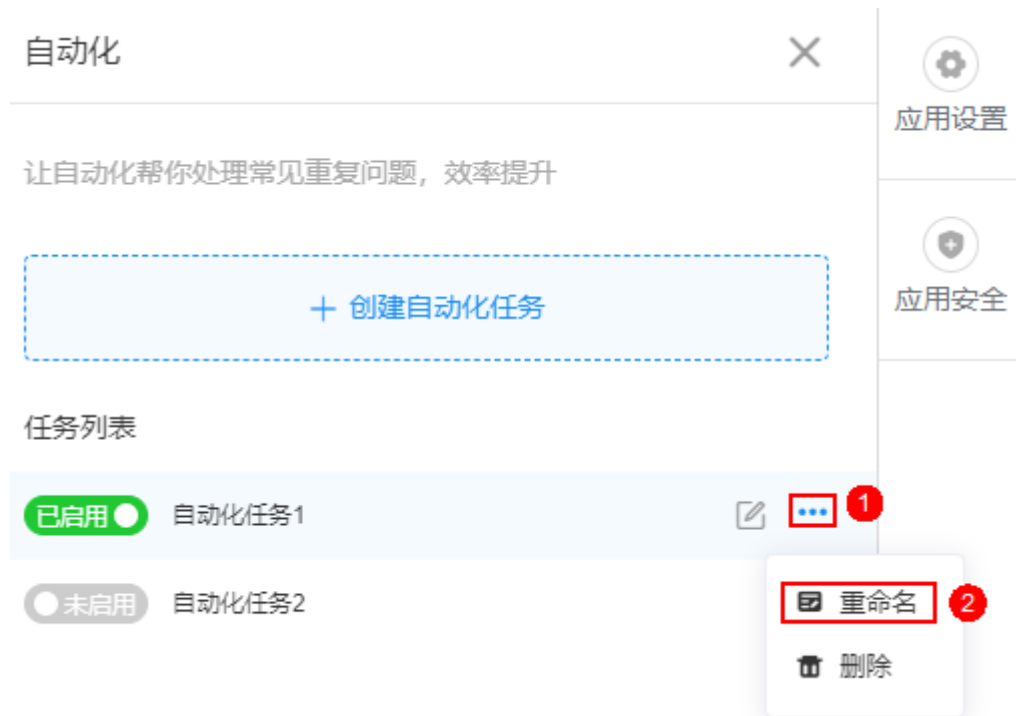 自动化
应用设置
让自动化帮你处理常见重复问题，效率提升
应用安全
+ 创建自动化任务
任务列表
已启用 自动化任务1 ••• 1
未启用 自动化任务2
重命名 2
删除